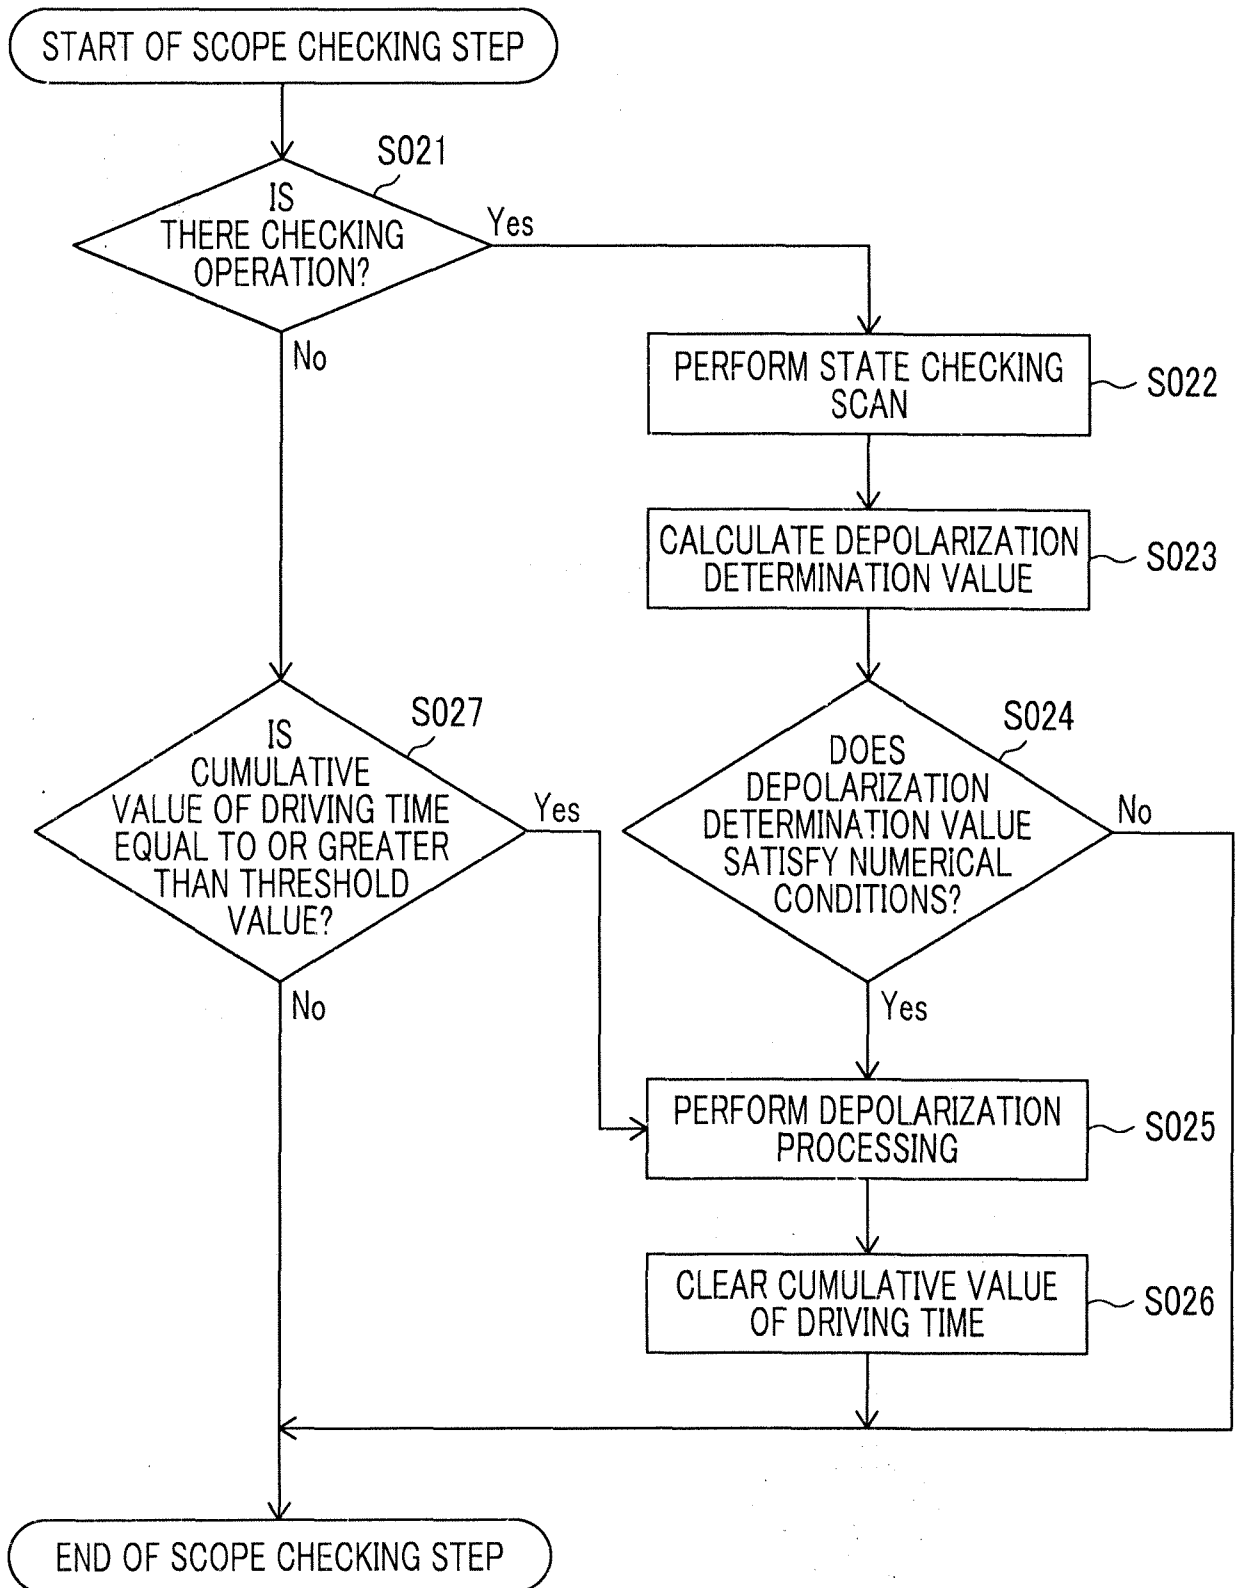 START OF SCOPE CHECKING STEP
S021
IS
THERE CHECKING
OPERATION?
Yes
No
PERFORM STATE CHECKING
SCAN
S022
CALCULATE DEPOLARIZATION
DETERMINATION VALUE
S023
S027
IS
CUMULATIVE
VALUE OF DRIVING TIME
EQUAL TO OR GREATER
THAN THRESHOLD
VALUE?
Yes
No
S024
DOES
DEPOLARIZATION
DETERMINATION VALUE
SATISFY NUMERICAL
CONDITIONS?
No
Yes
PERFORM DEPOLARIZATION
PROCESSING
S025
CLEAR CUMULATIVE VALUE
OF DRIVING TIME
S026
END OF SCOPE CHECKING STEP